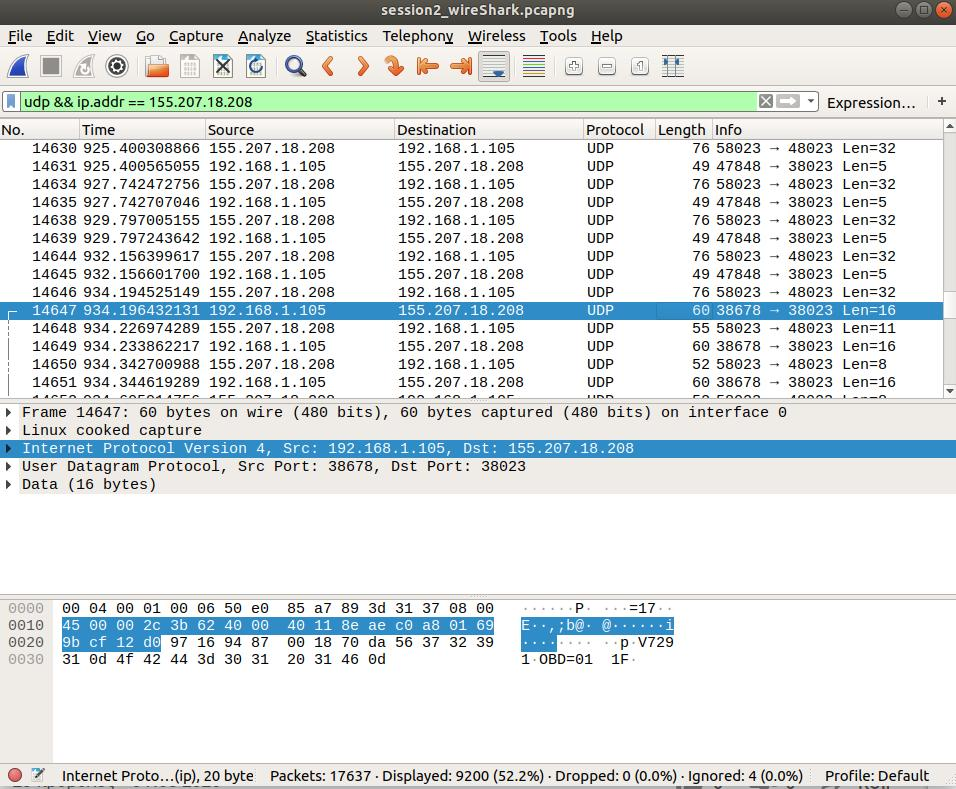 session2_wireShark.pcapng
File Edit View Go Capture Analyze Statistics Telephony Wireless Tools Help
udp && ip.addr == 155.207.18.208 Expression… +
No. Time Source Destination Protocol Length Info
14630 925.400308866 155.207.18.208 192.168.1.105 UDP 76 58023 → 48023 Len=32
14631 925.400565055 192.168.1.105 155.207.18.208 UDP 49 47848 → 38023 Len=5
14634 927.742472756 155.207.18.208 192.168.1.105 UDP 76 58023 → 48023 Len=32
14635 927.742707046 192.168.1.105 155.207.18.208 UDP 49 47848 → 38023 Len=5
14638 929.797005155 155.207.18.208 192.168.1.105 UDP 76 58023 → 48023 Len=32
14639 929.797243642 192.168.1.105 155.207.18.208 UDP 49 47848 → 38023 Len=5
14644 932.156399617 155.207.18.208 192.168.1.105 UDP 76 58023 → 48023 Len=32
14645 932.156601700 192.168.1.105 155.207.18.208 UDP 49 47848 → 38023 Len=5
14646 934.194525149 155.207.18.208 192.168.1.105 UDP 76 58023 → 48023 Len=32
14647 934.196432131 192.168.1.105 155.207.18.208 UDP 60 38678 → 38023 Len=16
14648 934.226974289 155.207.18.208 192.168.1.105 UDP 55 58023 → 48023 Len=11
14649 934.233862217 192.168.1.105 155.207.18.208 UDP 60 38678 → 38023 Len=16
14650 934.342700988 155.207.18.208 192.168.1.105 UDP 52 58023 → 48023 Len=8
14651 934.344619289 192.168.1.105 155.207.18.208 UDP 60 38678 → 38023 Len=16
Frame 14647: 60 bytes on wire (480 bits), 60 bytes captured (480 bits) on interface 0
Linux cooked capture
Internet Protocol Version 4, Src: 192.168.1.105, Dst: 155.207.18.208
User Datagram Protocol, Src Port: 38678, Dst Port: 38023
Data (16 bytes)
0000 00 04 00 01 00 06 50 e0 85 a7 89 3d 31 37 08 00 ······P· ···=17··
0010 45 00 00 2c 3b 62 40 00 40 11 8e ae c0 a8 01 69 E··,;b@· @······i
0020 9b cf 12 d0 97 16 94 87 00 18 70 da 56 37 32 39 ········ ··p·V729
0030 31 0d 4f 42 44 3d 30 31 20 31 46 0d 1·OBD=01 1F·
Internet Proto…(ip), 20 byte Packets: 17637 · Displayed: 9200 (52.2%) · Dropped: 0 (0.0%) · Ignored: 4 (0.0%) Profile: Default